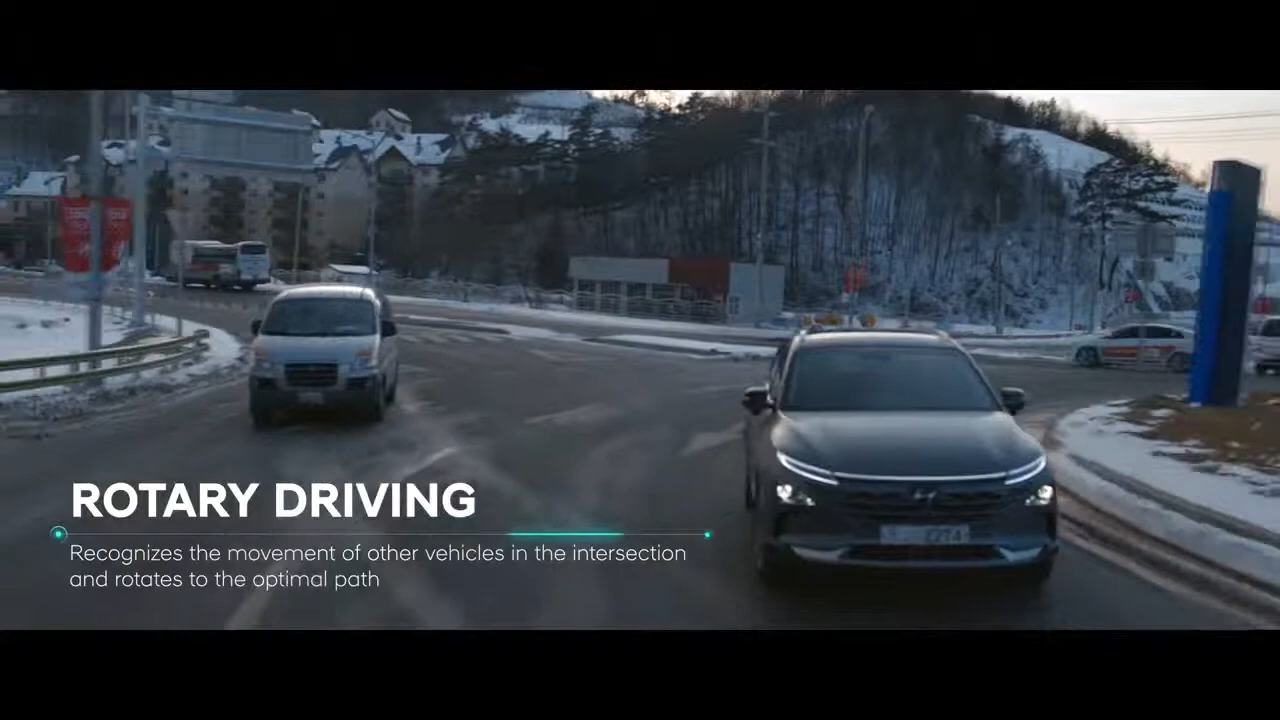 ROTARY DRIVING
Recognizes the movement of other vehicles in the intersection
and rotates to the optimal path